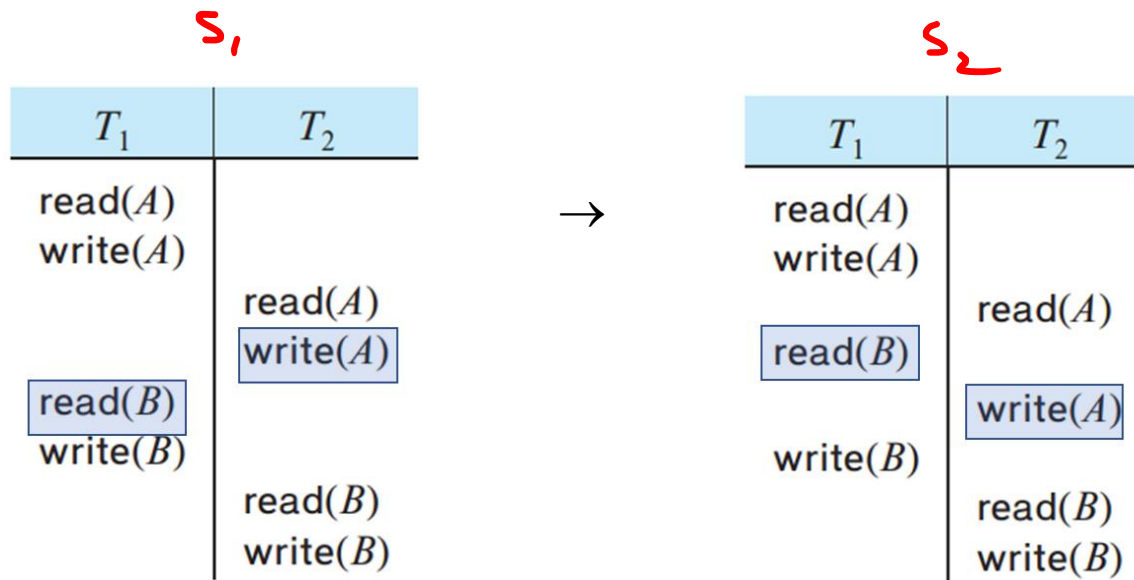 S₁
S₂
T₁ T₂
read(A)
write(A)
read(A)
write(A)
read(B)
write(B)
read(B)
write(B)
→
T₁ T₂
read(A)
write(A)
read(A)
read(B)
write(A)
write(B)
read(B)
write(B)